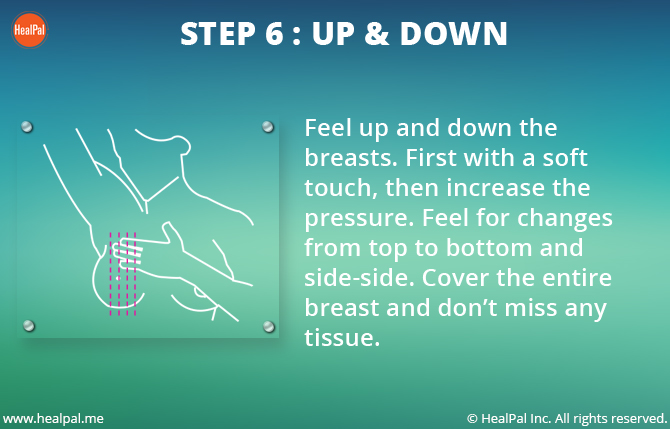 HealPal
STEP 6 : UP & DOWN
Feel up and down the
breasts. First with a soft
touch, then increase the
pressure. Feel for changes
from top to bottom and
side-side. Cover the entire
breast and don’t miss any
tissue.
www.healpal.me
© HealPal Inc. All rights reserved.